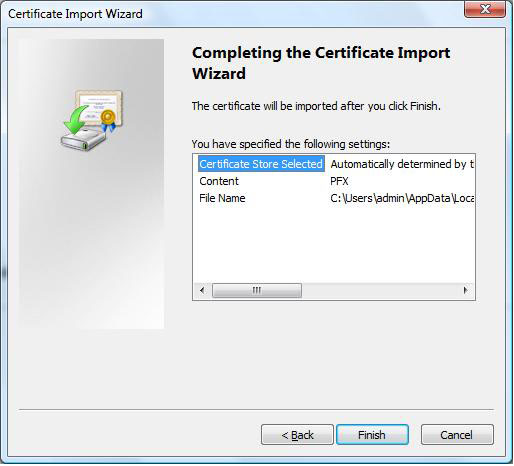 Certificate Import Wizard
Completing the Certificate Import
Wizard
The certificate will be imported after you click Finish.
You have specified the following settings:
Certificate Store Selected Automatically determined by t
Content PFX
File Name C:\Users\admin\AppData\Loca
< Back Finish Cancel